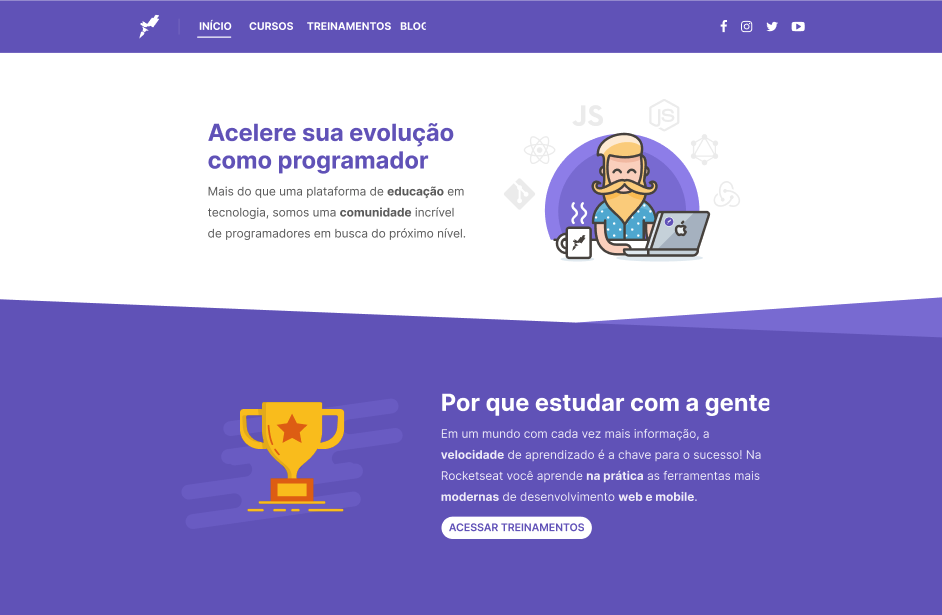 INÍCIO CURSOS TREINAMENTOS BLOG
JS
JS
Acelere sua evolução
como programador
Mais do que uma plataforma de educação em
tecnologia, somos uma comunidade incrível
de programadores em busca do próximo nível.
Por que estudar com a gente
Em um mundo com cada vez mais informação, a
velocidade de aprendizado é a chave para o sucesso! Na
Rocketseat você aprende na prática as ferramentas mais
modernas de desenvolvimento web e mobile.
ACESSAR TREINAMENTOS